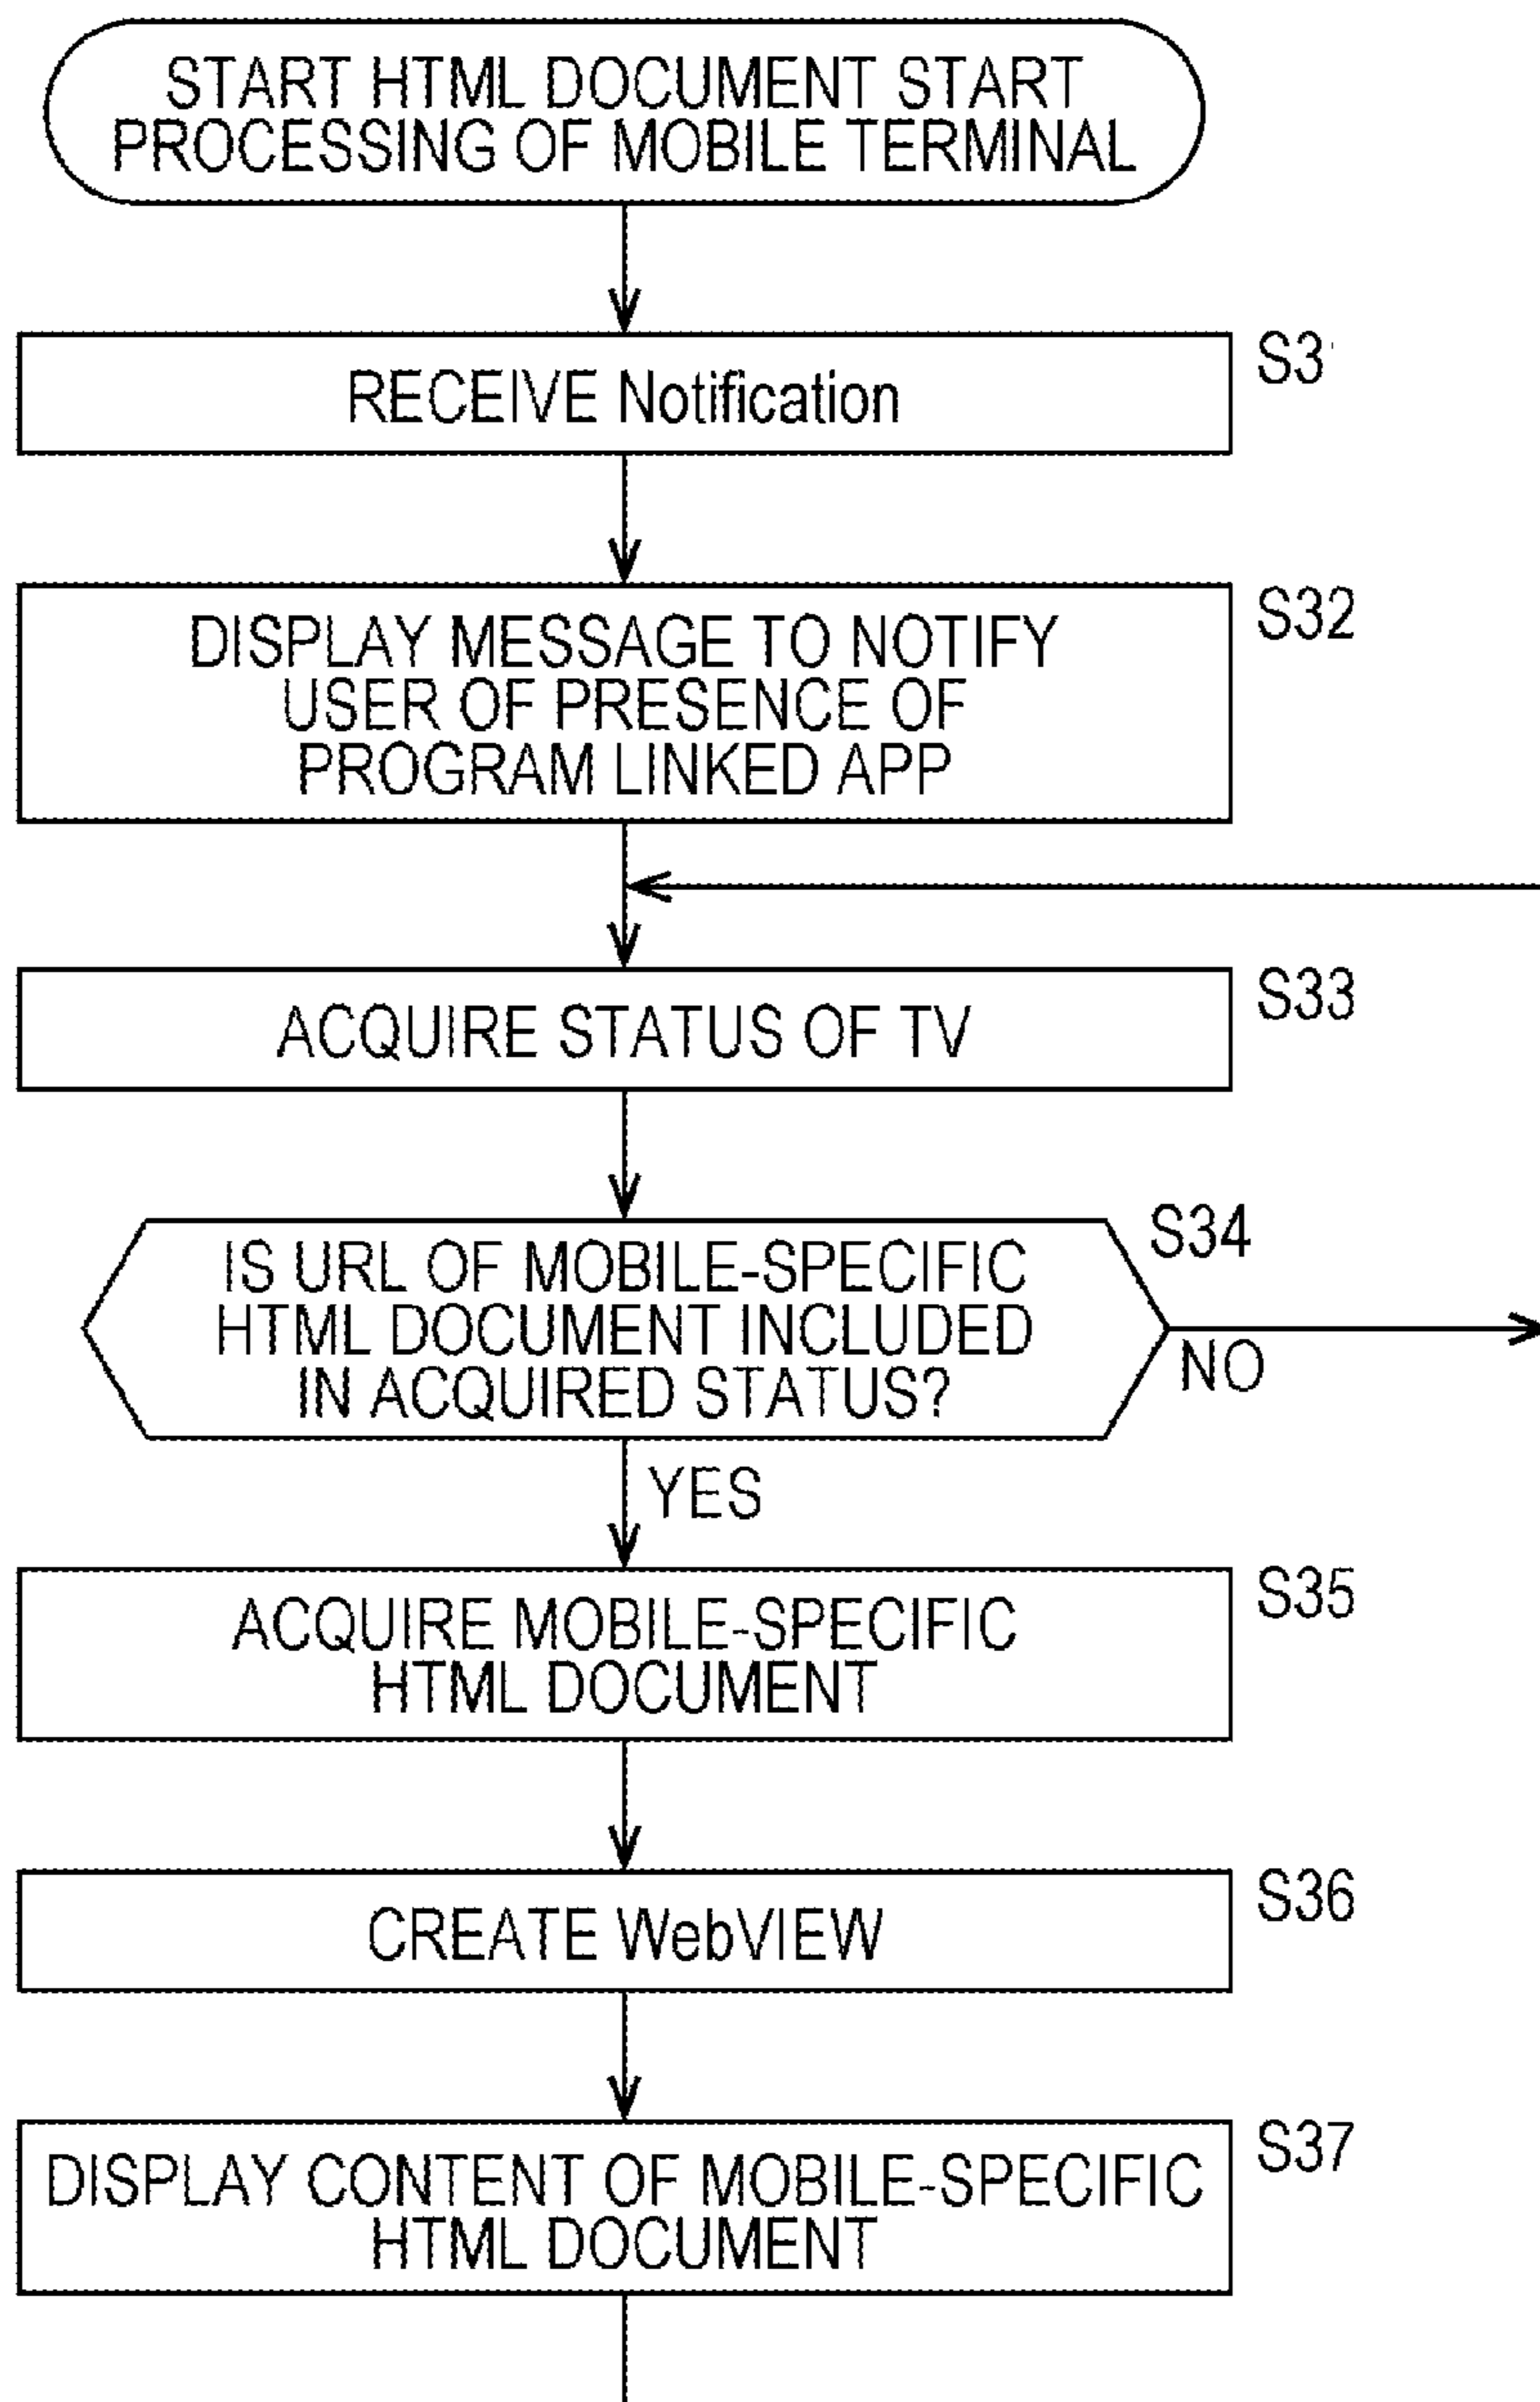 START HTML DOCUMENT START
PROCESSING OF MOBILE TERMINAL
S3
RECEIVE Notification
S32
DISPLAY MESSAGE TO NOTIFY
USER OF PRESENCE OF
PROGRAM LINKED APP
S33
ACQUIRE STATUS OF TV
S34
IS URL OF MOBILE-SPECIFIC
HTML DOCUMENT INCLUDED
IN ACQUIRED STATUS?
NO
YES
S35
ACQUIRE MOBILE-SPECIFIC
HTML DOCUMENT
S36
CREATE WebVIEW
S37
DISPLAY CONTENT OF MOBILE-SPECIFIC
HTML DOCUMENT